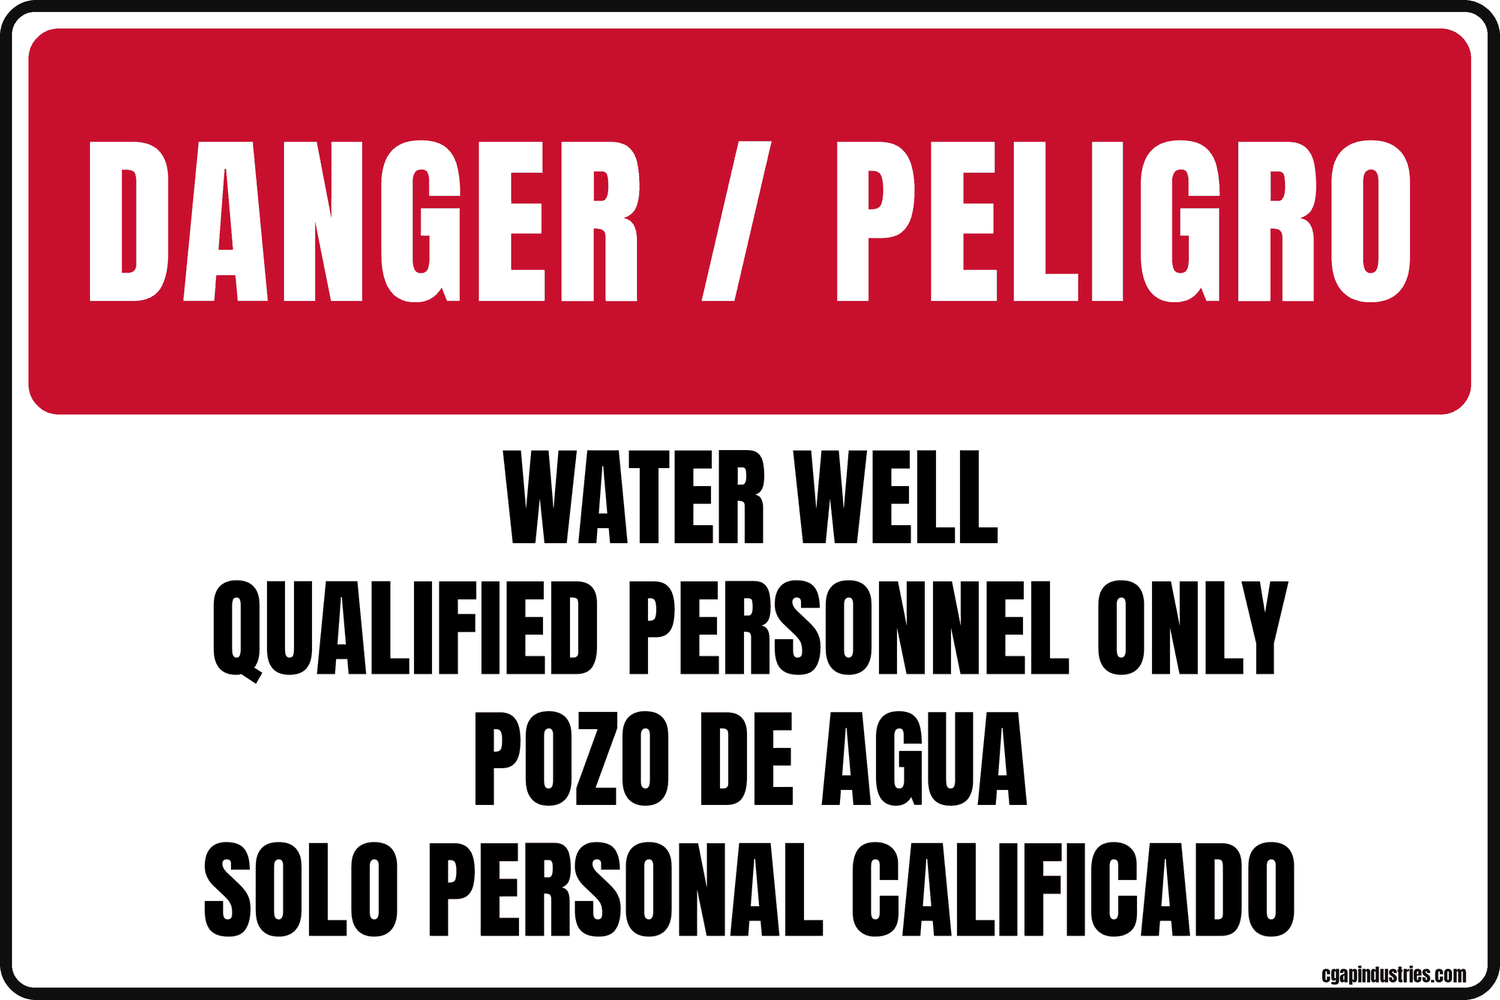 DANGER / PELIGRO
WATER WELL
QUALIFIED PERSONNEL ONLY
POZO DE AGUA
SOLO PERSONAL CALIFICADO
cgapindustries.com